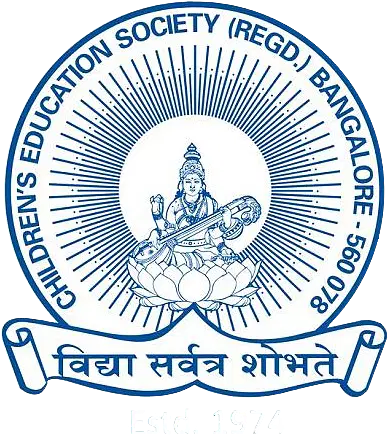 CHILDREN'S EDUCATION SOCIETY (REGD.) BANGALORE - 560 078
विद्या सर्वत्र शोभते
Estd. 1974